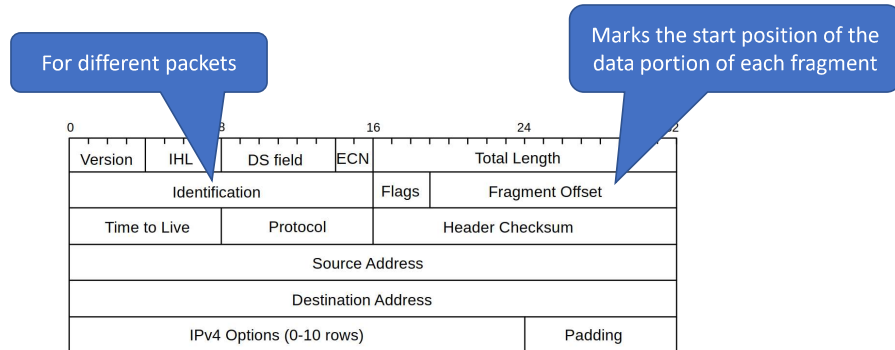 For different packets
Marks the start position of the
data portion of each fragment
0 8 16 24 32
Version IHL DS field ECN Total Length
Identification Flags Fragment Offset
Time to Live Protocol Header Checksum
Source Address
Destination Address
IPv4 Options (0-10 rows) Padding